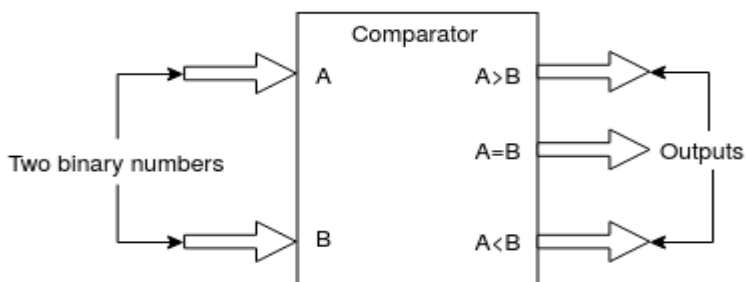 Comparator
A
A>B
A=B
Two binary numbers
Outputs
B
A<B